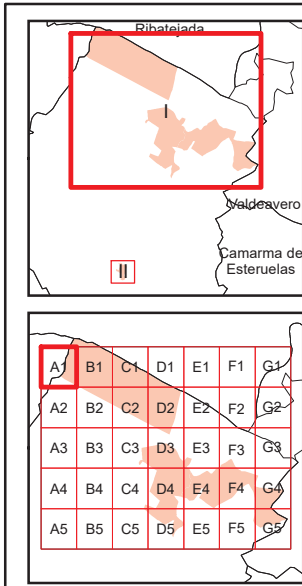 Ribatejada
I
Valdeavero
Camarma de
Esteruelas
II
A1 B1 C1 D1 E1 F1 G1
A2 B2 C2 D2 E2 F2 G2
A3 B3 C3 D3 E3 F3 G3
A4 B4 C4 D4 E4 F4 G4
A5 B5 C5 D5 E5 F5 G5